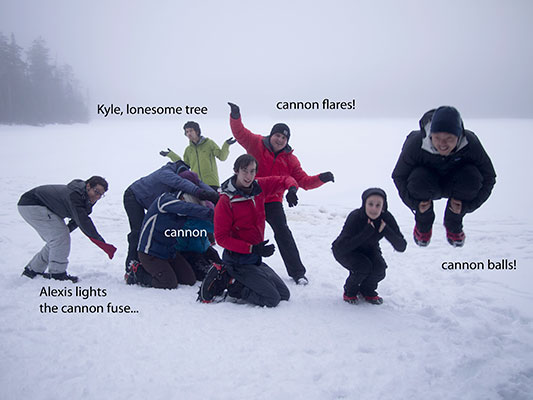 Kyle, lonesome tree
cannon flares!
cannon
cannon balls!
Alexis lights
the cannon fuse...